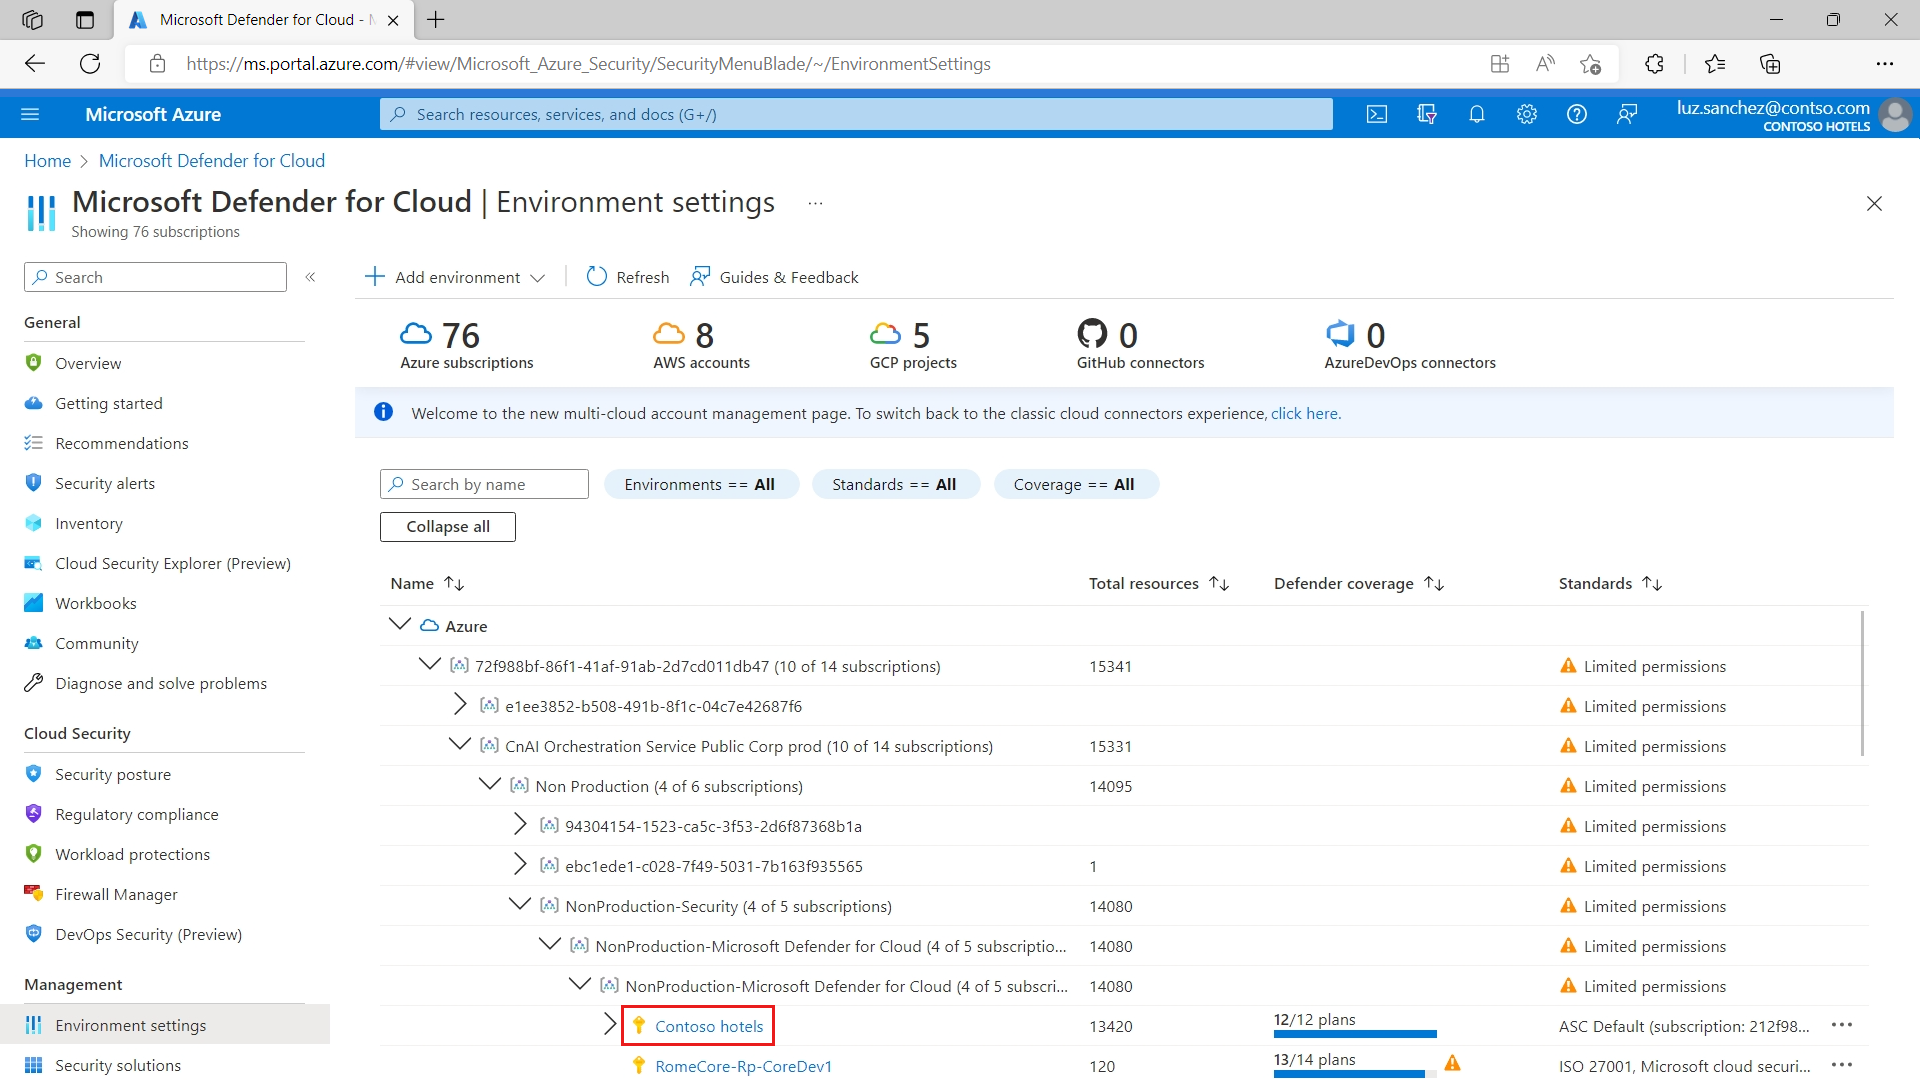 Microsoft Defender for Cloud - M
https://ms.portal.azure.com/#view/Microsoft_Azure_Security/SecurityMenuBlade/~/EnvironmentSettings
Microsoft Azure
Search resources, services, and docs (G+/)
luz.sanchez@contso.com
CONTOSO HOTELS
Home > Microsoft Defender for Cloud
Microsoft Defender for Cloud | Environment settings ...
Showing 76 subscriptions
Search
«
General
Overview
Getting started
Recommendations
Security alerts
Inventory
Cloud Security Explorer (Preview)
Workbooks
Community
Diagnose and solve problems
Cloud Security
Security posture
Regulatory compliance
Workload protections
Firewall Manager
DevOps Security (Preview)
Management
Environment settings
Security solutions
Add environment
Refresh
Guides & Feedback
76
Azure subscriptions
8
AWS accounts
5
GCP projects
0
GitHub connectors
0
AzureDevOps connectors
Welcome to the new multi-cloud account management page. To switch back to the classic cloud connectors experience, click here.
Search by name
Environments == All
Standards == All
Coverage == All
Collapse all
Name Total resources Defender coverage Standards
Azure
72f988bf-86f1-41af-91ab-2d7cd011db47 (10 of 14 subscriptions) 15341 Limited permissions
e1ee3852-b508-491b-8f1c-04c7e42687f6 Limited permissions
CnAI Orchestration Service Public Corp prod (10 of 14 subscriptions) 15331 Limited permissions
Non Production (4 of 6 subscriptions) 14095 Limited permissions
94304154-1523-ca5c-3f53-2d6f87368b1a Limited permissions
ebc1ede1-c028-7f49-5031-7b163f935565 1 Limited permissions
NonProduction-Security (4 of 5 subscriptions) 14080 Limited permissions
NonProduction-Microsoft Defender for Cloud (4 of 5 subscriptio... 14080 Limited permissions
NonProduction-Microsoft Defender for Cloud (4 of 5 subscri... 14080 Limited permissions
Contoso hotels 13420 12/12 plans ASC Default (subscription: 212f98... ...
RomeCore-Rp-CoreDev1 120 13/14 plans ISO 27001, Microsoft cloud securi... ...